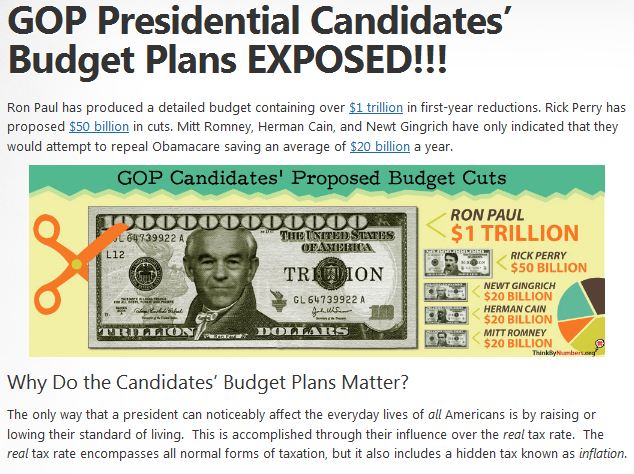 GOP Presidential Candidates’
Budget Plans EXPOSED!!!
Ron Paul has produced a detailed budget containing over $1 trillion in first-year reductions. Rick Perry has
proposed $50 billion in cuts. Mitt Romney, Herman Cain, and Newt Gingrich have only indicated that they
would attempt to repeal Obamacare saving an average of $20 billion a year.
GOP Candidates' Proposed Budget Cuts
THE UNITED STATES
OF AMERICA
64739922 A
L12
TRILLION
GL 64739922 A
TRILLION DOLLARS
RON PAUL
$1 TRILLION
RICK PERRY
$50 BILLION
NEWT GINGRICH
$20 BILLION
HERMAN CAIN
$20 BILLION
MITT ROMNEY
$20 BILLION
ThinkByNumbers.org
Why Do the Candidates’ Budget Plans Matter?
The only way that a president can noticeably affect the everyday lives of all Americans is by raising or
lowering their standard of living. This is accomplished through their influence over the real tax rate. The
real tax rate encompasses all normal forms of taxation, but it also includes a hidden tax known as inflation.